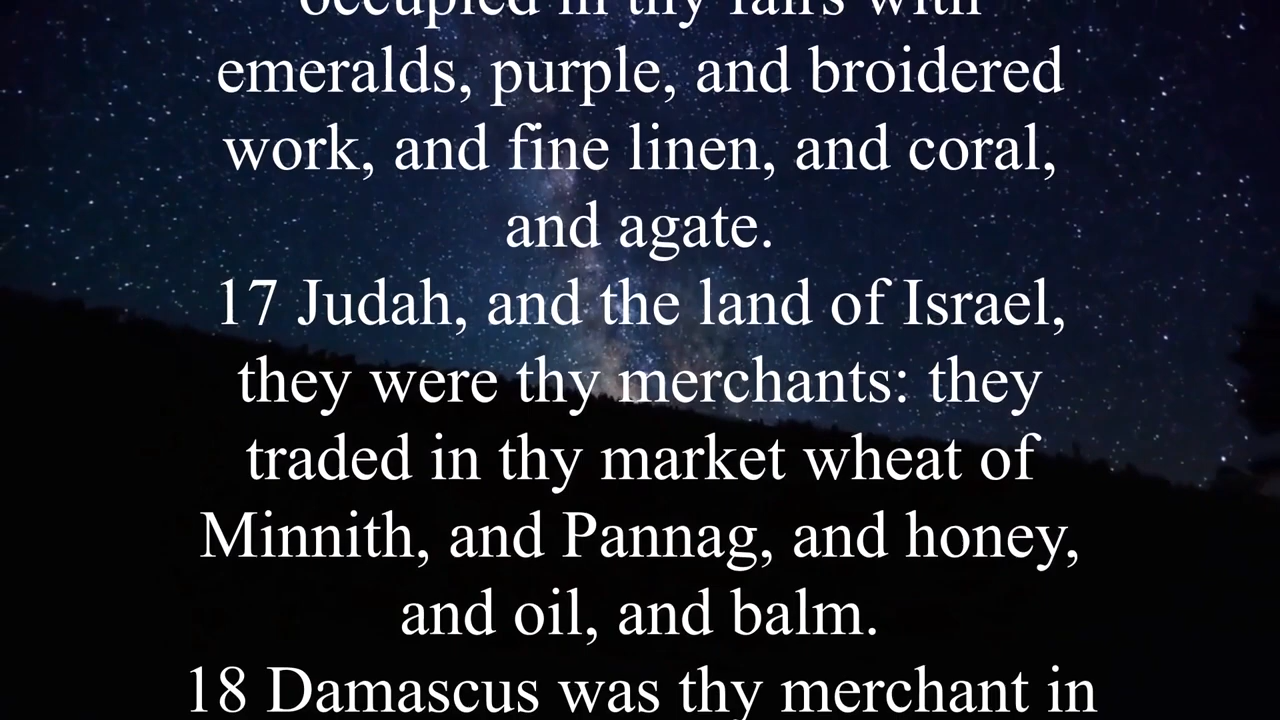 occupied in thy fairs with
emeralds, purple, and broidered
work, and fine linen, and coral,
and agate.
17 Judah, and the land of Israel,
they were thy merchants: they
traded in thy market wheat of
Minnith, and Pannag, and honey,
and oil, and balm.
18 Damascus was thy merchant in